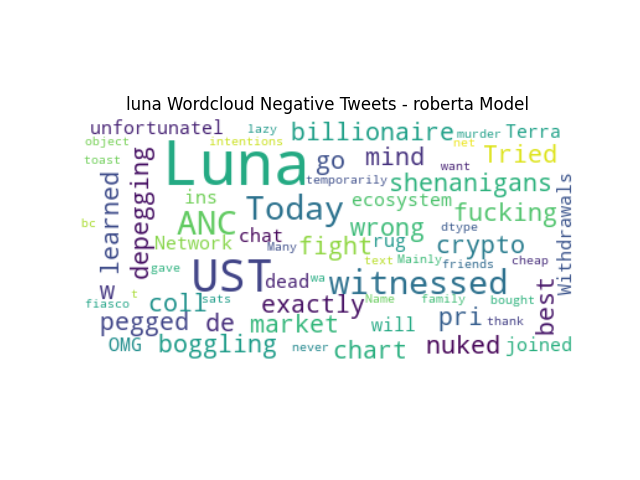 luna Wordcloud Negative Tweets - roberta Model
unfortunatel lazy billionaire murder Terra
object intentions net
toast Luna go mind want Tried
temporarily shenanigans
learned depegging ins Today ecosystem fucking Withdrawals
bc ANC wrong dtype
Network chat Many fight rug crypto
gave text Mainly friends cheap
w UST dead wa witnessed
t sats exactly Name family bought best
fiasco coll
pegged de market will pri thank
OMG boggling never chart nuked joined